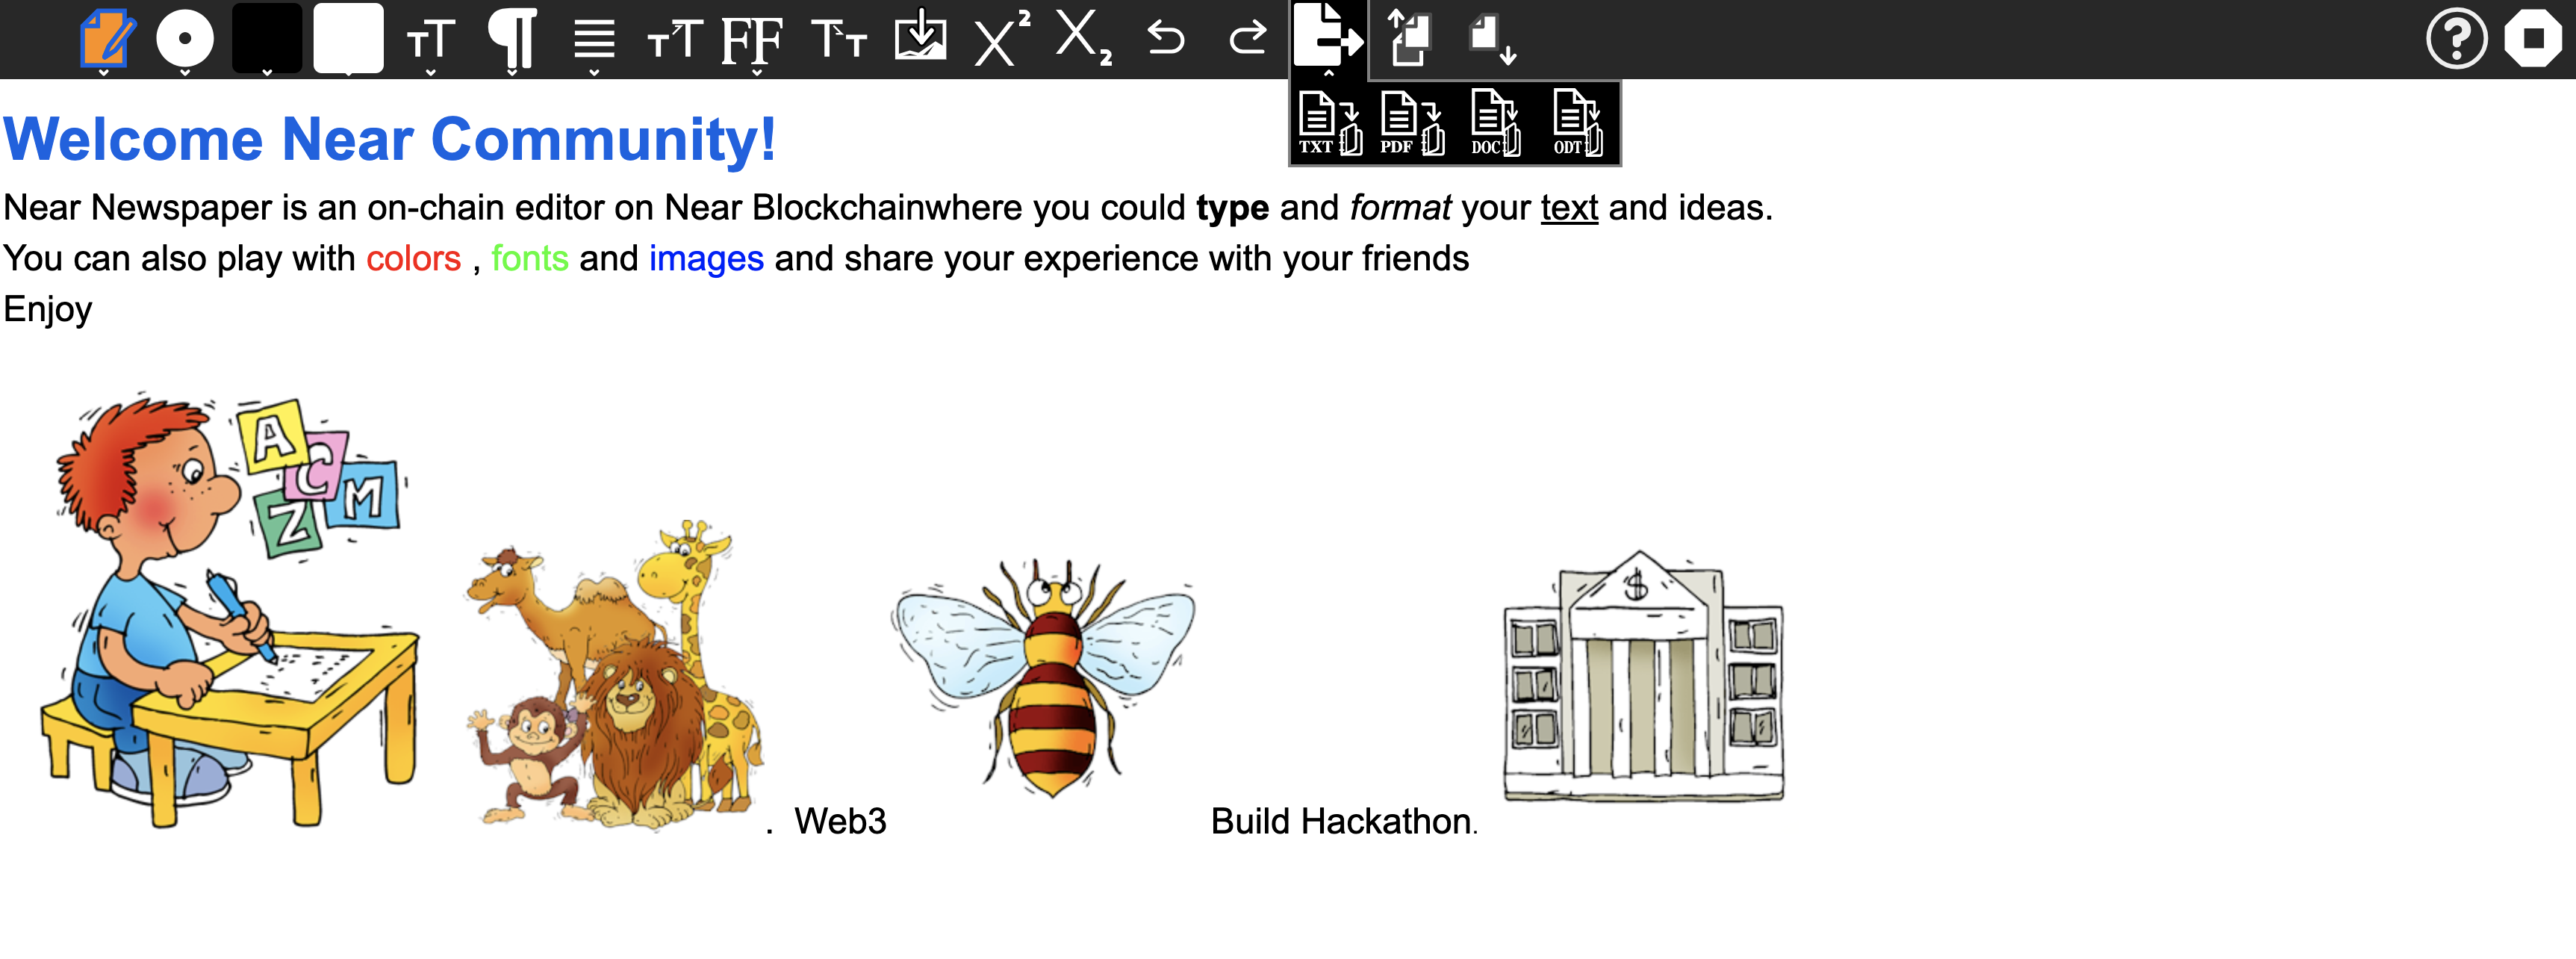 TXT PDF DOC ODT
Welcome Near Community!
Near Newspaper is an on-chain editor on Near Blockchainwhere you could type and format your text and ideas.
You can also play with colors , fonts and images and share your experience with your friends
Enjoy
A
C
M
Z
$
. Web3 Build Hackathon.